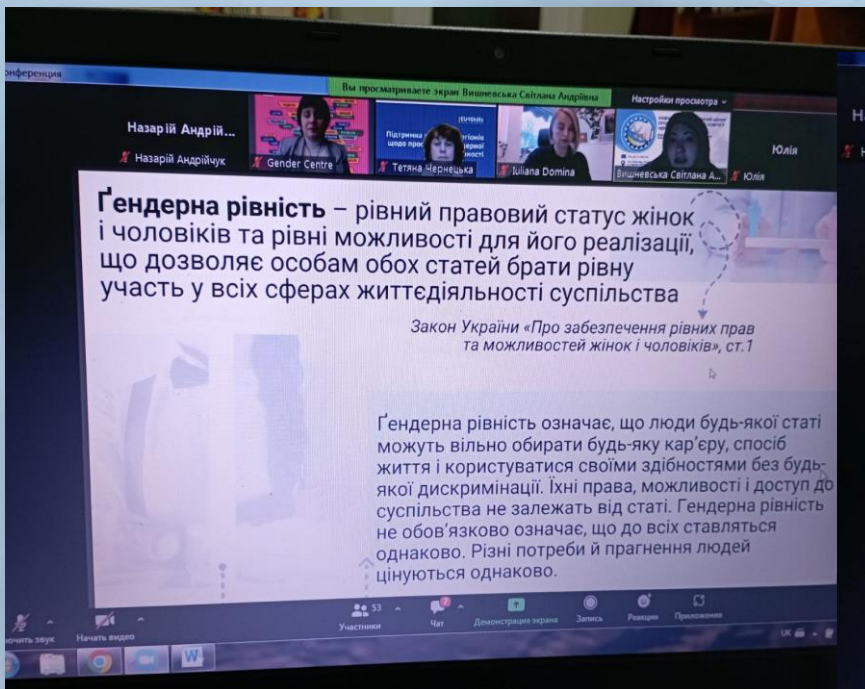 онференция
Вы просматриваете экран Вишневська Світлана Андріївна
Настройки просмотра
Назарій Андрій...
Назарій Андрійчук
Gender Centre
Підтримка
Тетяна Чернецька
Iuliana Domina
Вишневська Світлана А...
Юлія
Юлія
Ґендерна рівність – рівний правовий статус жінок
і чоловіків та рівні можливості для його реалізації,
що дозволяє особам обох статей брати рівну
участь у всіх сферах життєдіяльності суспільства
Закон України «Про забезпечення рівних прав
та можливостей жінок і чоловіків», ст.1
Ґендерна рівність означає, що люди будь-якої статі
можуть вільно обирати будь-яку кар’єру, спосіб
життя і користуватися своїми здібностями без будь-
якої дискримінації. Їхні права, можливості і доступ до
суспільства не залежать від статі. Гендерна рівність
не обов’язково означає, що до всіх ставляться
однаково. Різні потреби й прагнення людей
цінуються однаково.
ючить звук
Начать видео
53
Участники
7
Чат
Демонстрация экрана
Запись
Реакции
Приложения
UK
W